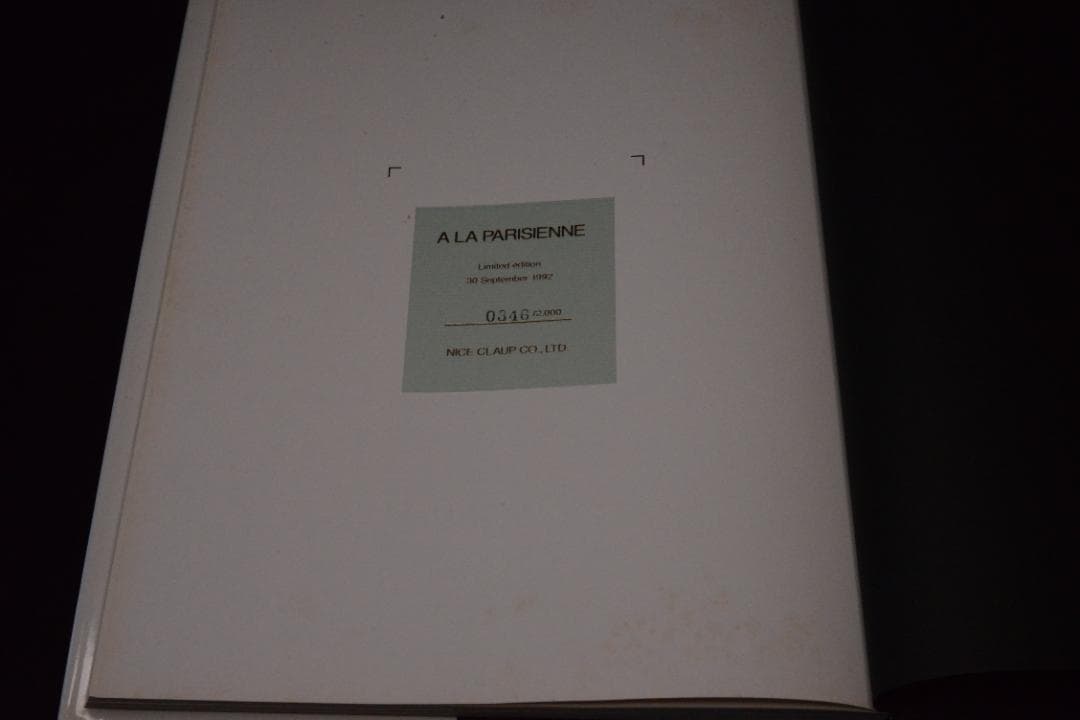 A LA PARISIENNE
Limited edition
30 September 1992
0346 /2.000
NICE CLAUP CO., LTD.